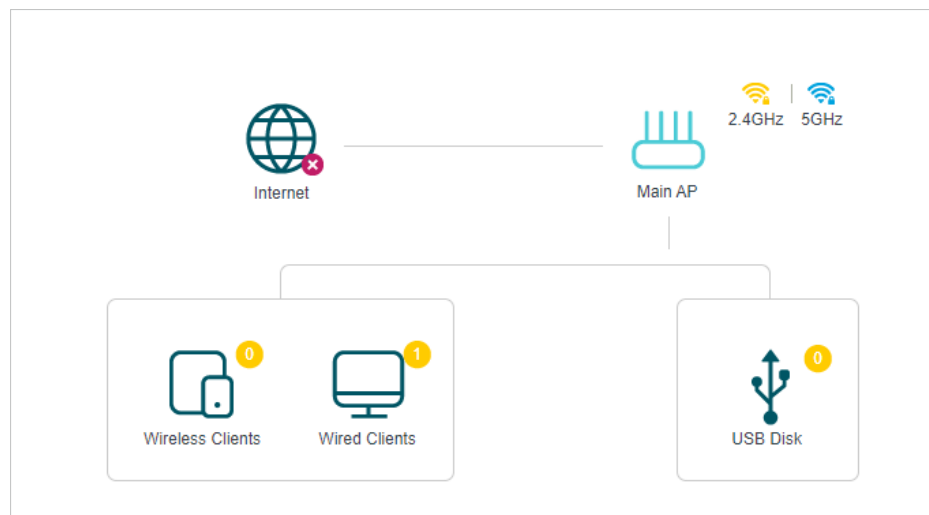 2.4GHz 5GHz
Internet
Main AP
0
1
0
Wireless Clients
Wired Clients
USB Disk